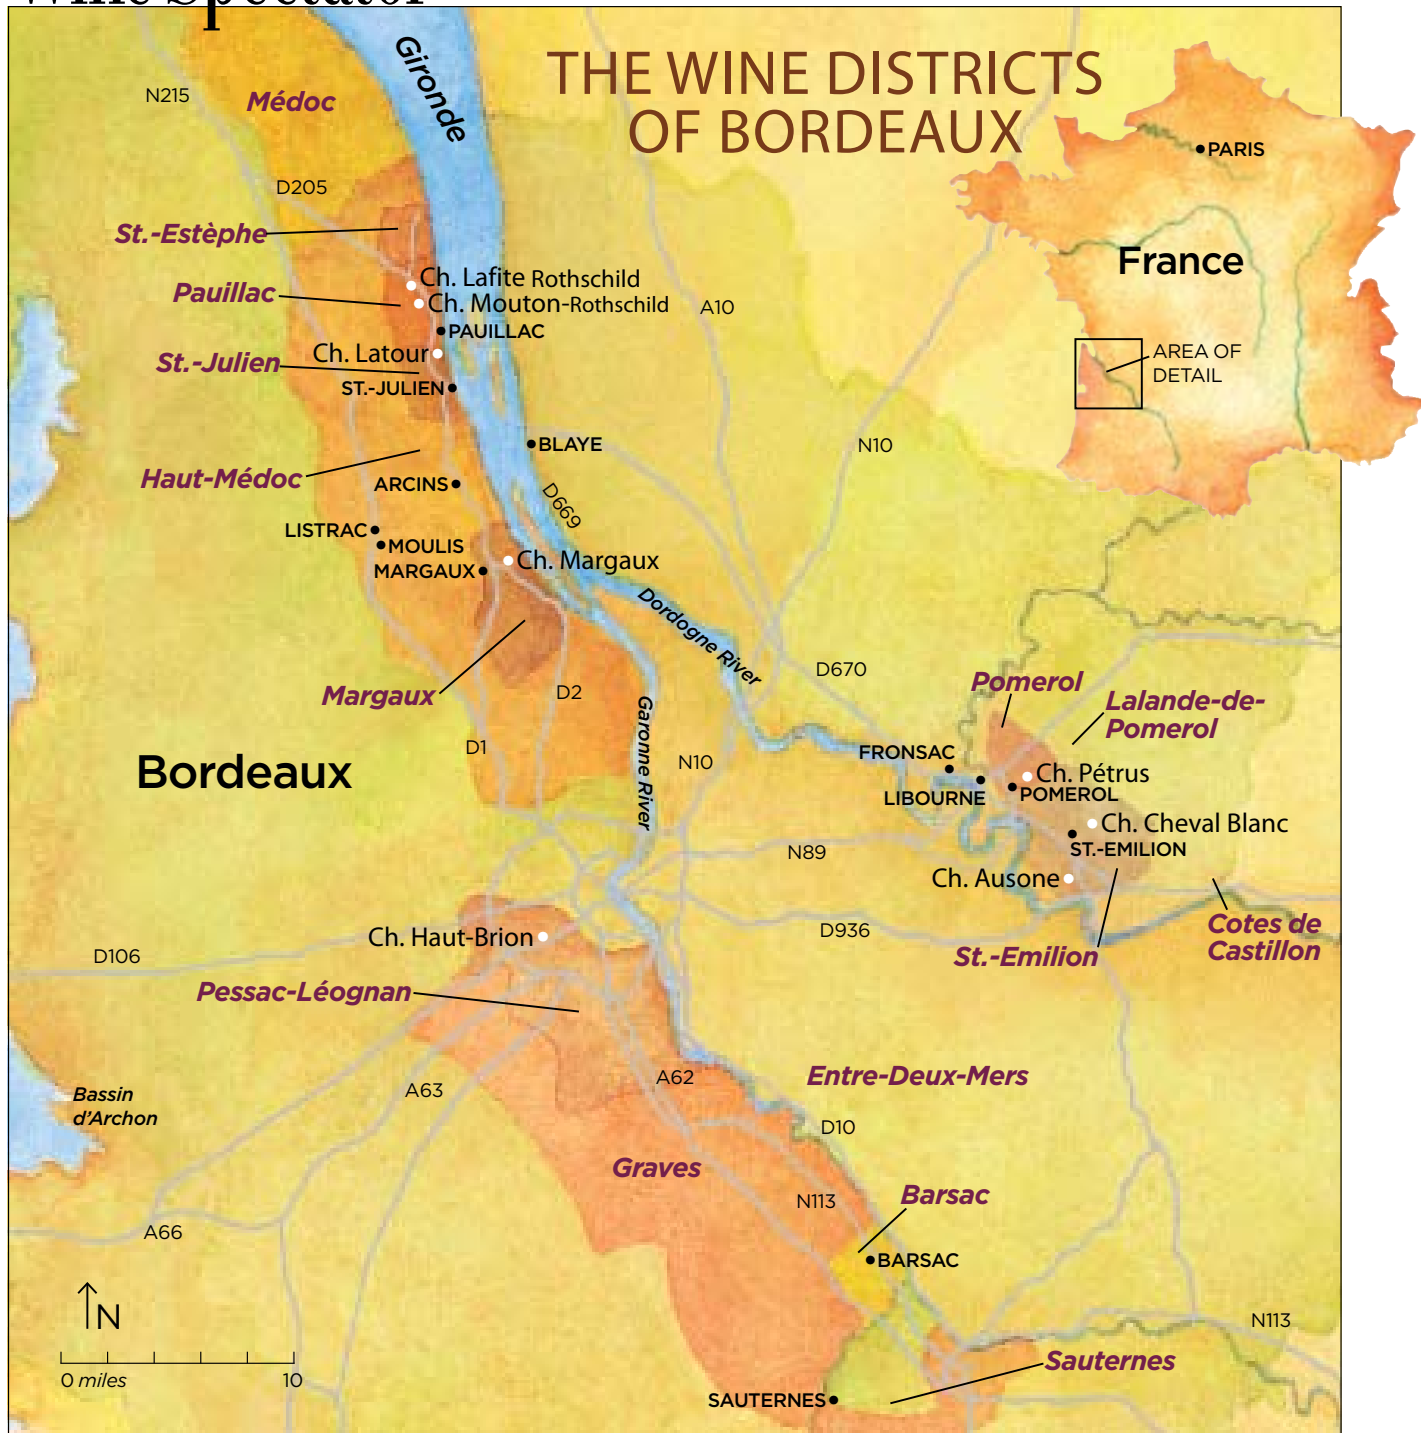 Wine Spectator
THE WINE DISTRICTS
OF BORDEAUX
Gironde
N215
Médoc
PARIS
D205
St.-Estèphe
France
Ch. Lafite Rothschild
Pauillac
Ch. Mouton-Rothschild
A10
PAUILLAC
Ch. Latour
St.-Julien
AREA OF
DETAIL
ST.-JULIEN
BLAYE
N10
Haut-Médoc
ARCINS
D669
LISTRAC
MOULIS
Ch. Margaux
MARGAUX
Dordogne River
D670
Margaux
D2
Pomerol
Lalande-de-
Pomerol
Garonne River
D1
N10
FRONSAC
Bordeaux
Ch. Pétrus
LIBOURNE
POMEROL
Ch. Cheval Blanc
N89
ST.-EMILION
Ch. Ausone
Cotes de
Castillon
D936
Ch. Haut-Brion
D106
St.-Emilion
Pessac-Léognan
A62
Entre-Deux-Mers
A63
Bassin
d'Archon
D10
Graves
Barsac
N113
A66
BARSAC
N
N113
Sauternes
0 miles
10
SAUTERNES